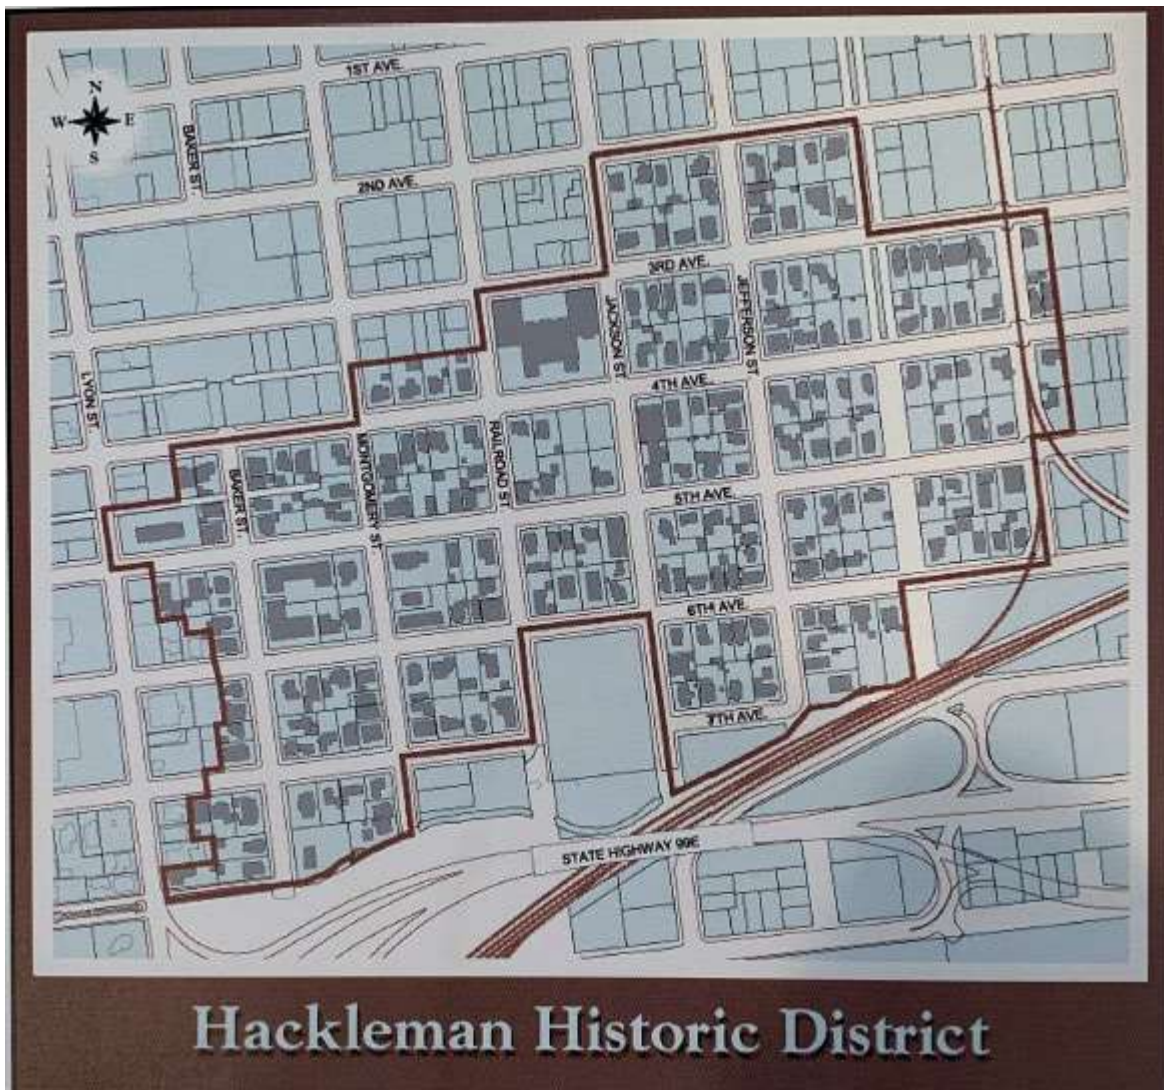 1ST AVE.
N
W E
S
BAKER ST.
2ND AVE.
3RD AVE.
JEFFERSON ST.
JACKSON ST.
LYON ST.
4TH AVE.
RAILROAD ST.
MONTGOMERY ST.
BAKER ST.
5TH AVE.
6TH AVE.
7TH AVE.
STATE HIGHWAY 99E
Hackleman Historic District